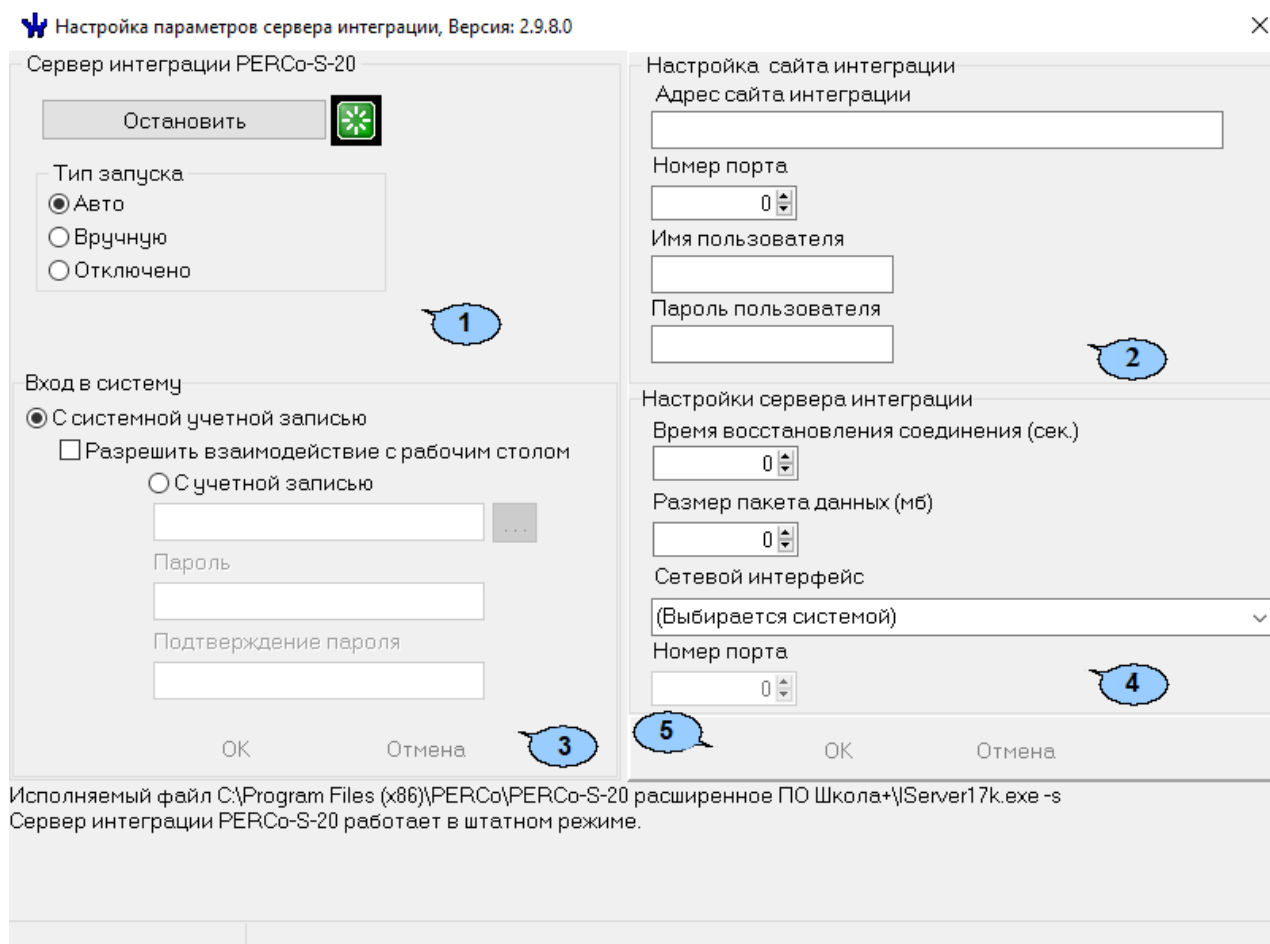 Настройка параметров сервера интеграции, Версия: 2.9.8.0
Сервер интеграции PERCo-S-20
Остановить
Тип запуска
Авто
Вручную
Отключено
1
Вход в систему
С системной учетной записью
Разрешить взаимодействие с рабочим столом
С учетной записью
...
Пароль
Подтверждение пароля
OK
Отмена
3
Настройка сайта интеграции
Адрес сайта интеграции
Номер порта
0
Имя пользователя
Пароль пользователя
2
Настройки сервера интеграции
Время восстановления соединения (сек.)
0
Размер пакета данных (мб)
0
Сетевой интерфейс
(Выбирается системой)
Номер порта
0
4
5
OK
Отмена
Исполняемый файл C:\Program Files (x86)\PERCo\PERCo-S-20 расширенное ПО Школа+\IServer17k.exe -s
Сервер интеграции PERCo-S-20 работает в штатном режиме.